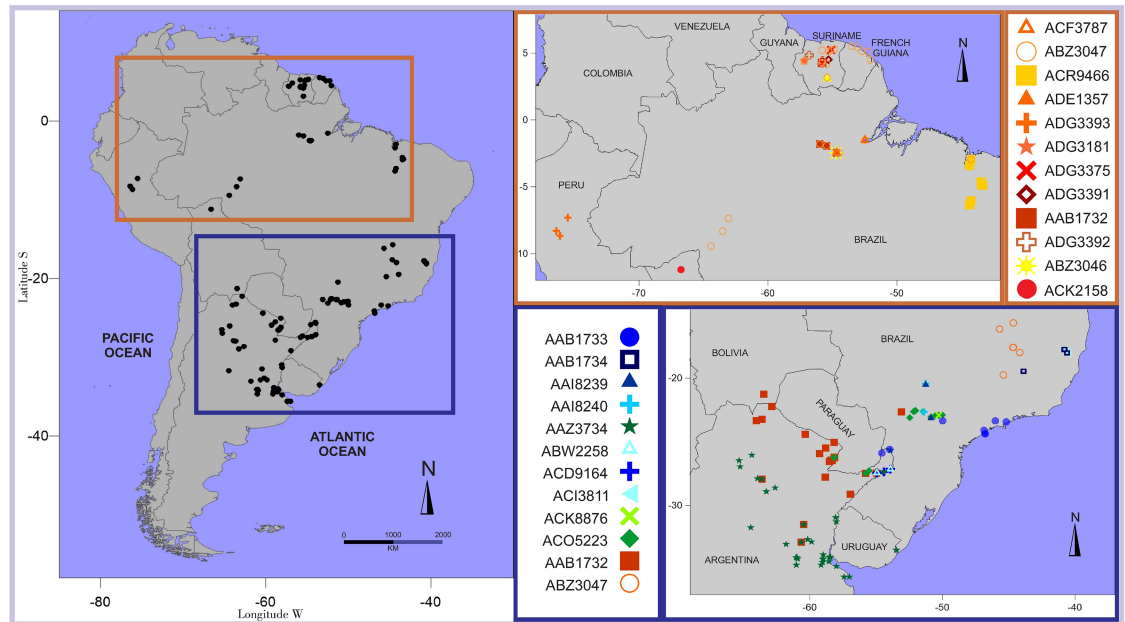 0
-20
-40
Latitude S
PACIFIC
OCEAN
ATLANTIC
OCEAN
N
0 1000 2000
KM
-80 -60 -40
Longitude W
VENEZUELA
GUYANA
SURINAME
FRENCH
GUIANA
COLOMBIA
PERU
BRAZIL
N
5
0
-5
10
-70 -60 -50
ACF3787
ABZ3047
ACR9466
ADE1357
ADG3393
ADG3181
ADG3375
ADG3391
AAB1732
ADG3392
ABZ3046
ACK2158
AAB1733
AAB1734
AAI8239
AAI8240
AAZ3734
ABW2258
ACD9164
ACI3811
ACK8876
ACO5223
AAB1732
ABZ3047
BOLIVIA
BRAZIL
PARAGUAY
ARGENTINA
URUGUAY
N
-20
-30
-60 -50 -40